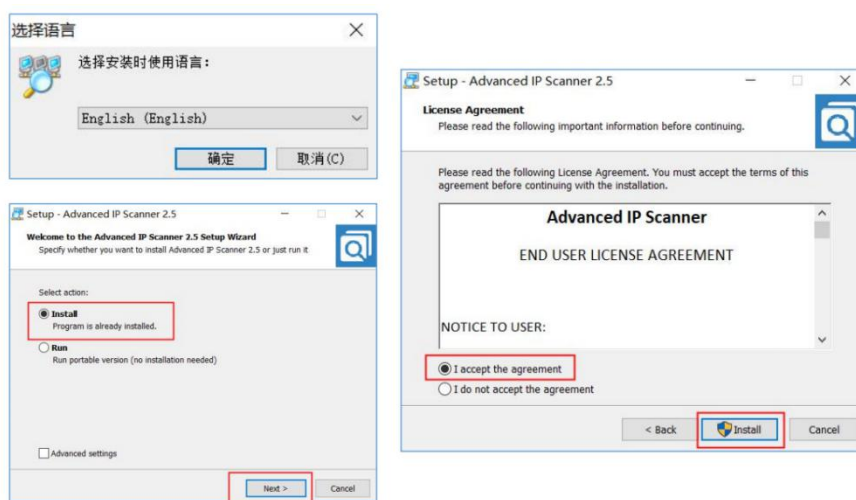 选择语言
选择安装时使用语言：
English (English)
确定
取消(C)
Setup - Advanced IP Scanner 2.5
Welcome to the Advanced IP Scanner 2.5 Setup Wizard
Specify whether you want to install Advanced IP Scanner 2.5 or just run it
Select action:
Install
Program is already installed.
Run
Run portable version (no installation needed)
Advanced settings
Next >
Cancel
Setup - Advanced IP Scanner 2.5
License Agreement
Please read the following important information before continuing.
Please read the following License Agreement. You must accept the terms of this
agreement before continuing with the installation.
Advanced IP Scanner
END USER LICENSE AGREEMENT
NOTICE TO USER:
I accept the agreement
I do not accept the agreement
< Back
Install
Cancel